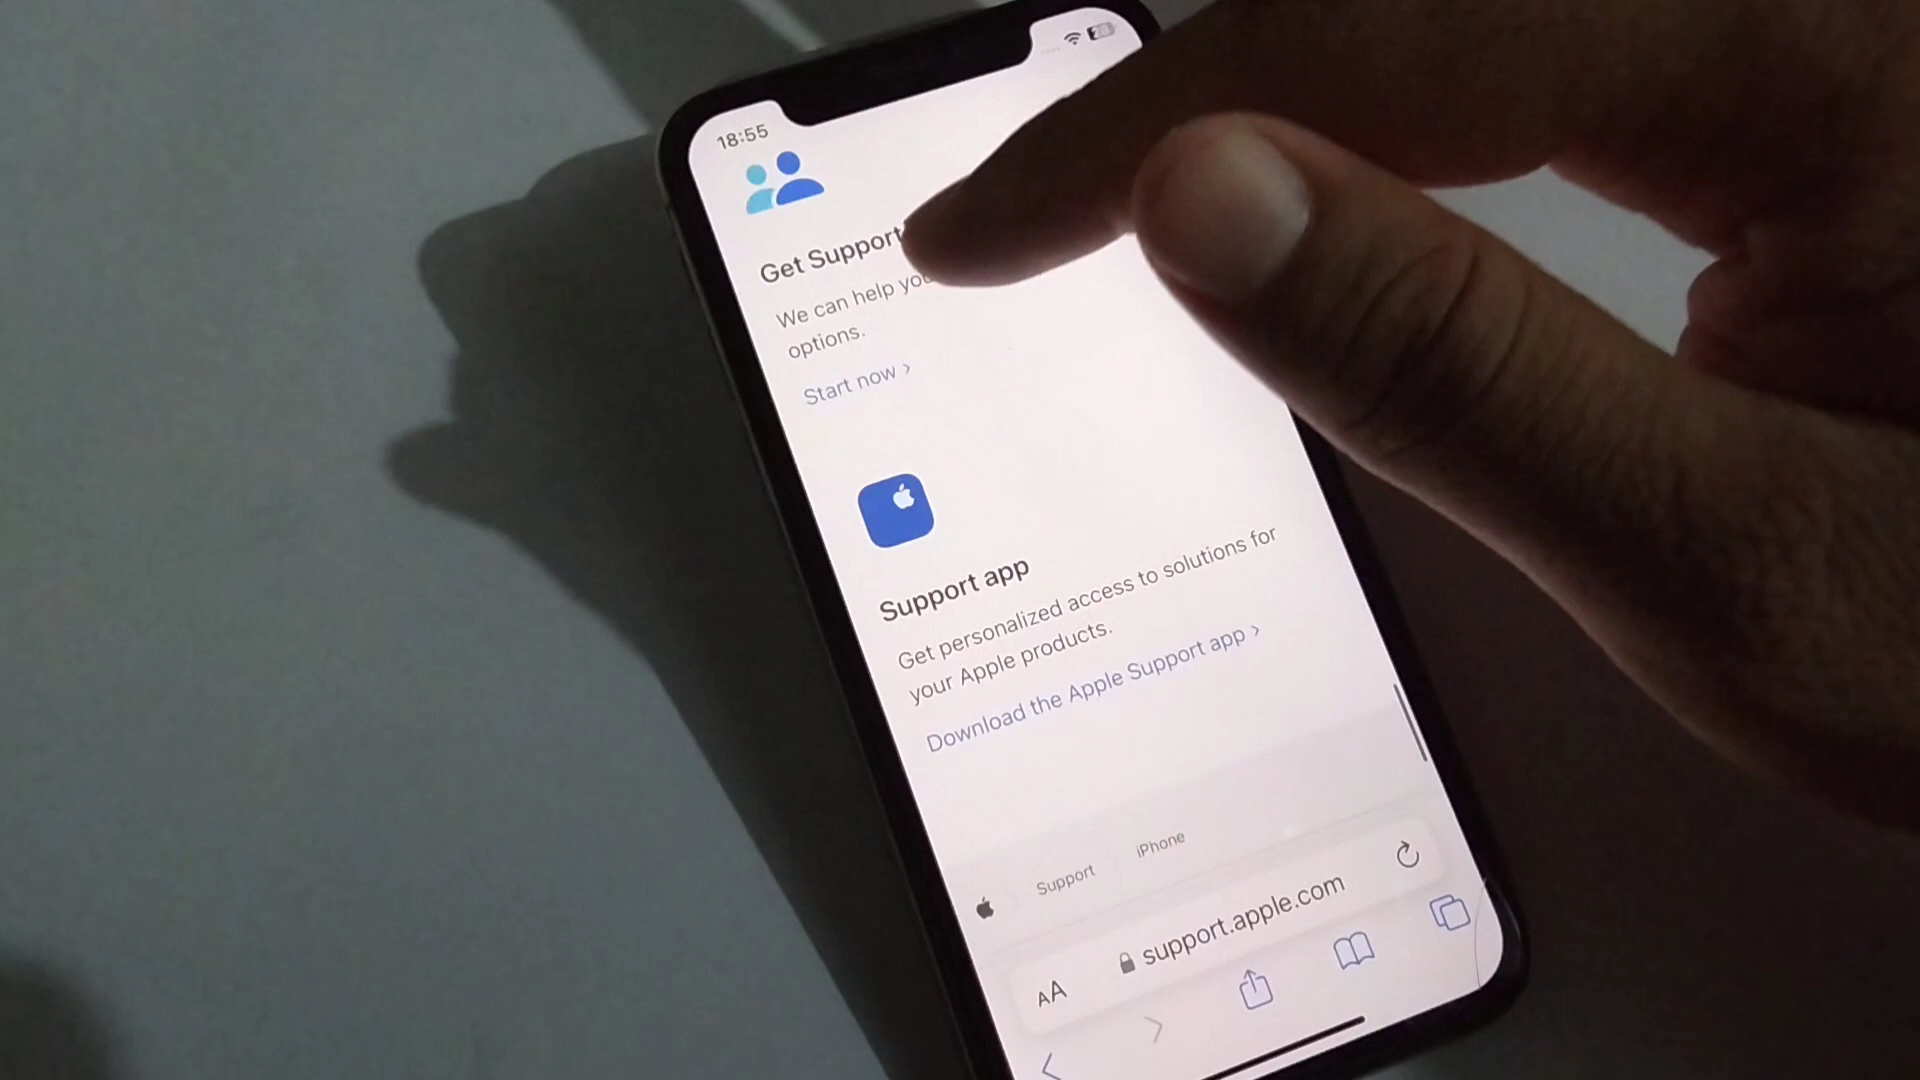 18:55
Get Support
We can help you
options.
Start now >
Support app
Get personalized access to solutions for
your Apple products.
Download the Apple Support app >
Support iPhone
AA support.apple.com